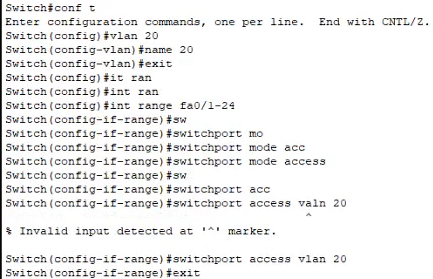 Switch#conf t
Enter configuration commands, one per line.  End with CNTL/Z.
Switch(config)#vlan 20
Switch(config-vlan)#name 20
Switch(config-vlan)#exit
Switch(config)#it ran
Switch(config)#int ran
Switch(config)#int range fa0/1-24
Switch(config-if-range)#sw
Switch(config-if-range)#switchport mo
Switch(config-if-range)#switchport mode acc
Switch(config-if-range)#switchport mode access
Switch(config-if-range)#sw
Switch(config-if-range)#switchport acc
Switch(config-if-range)#switchport access valn 20
^
% Invalid input detected at '^' marker.
Switch(config-if-range)#switchport access vlan 20
Switch(config-if-range)#exit